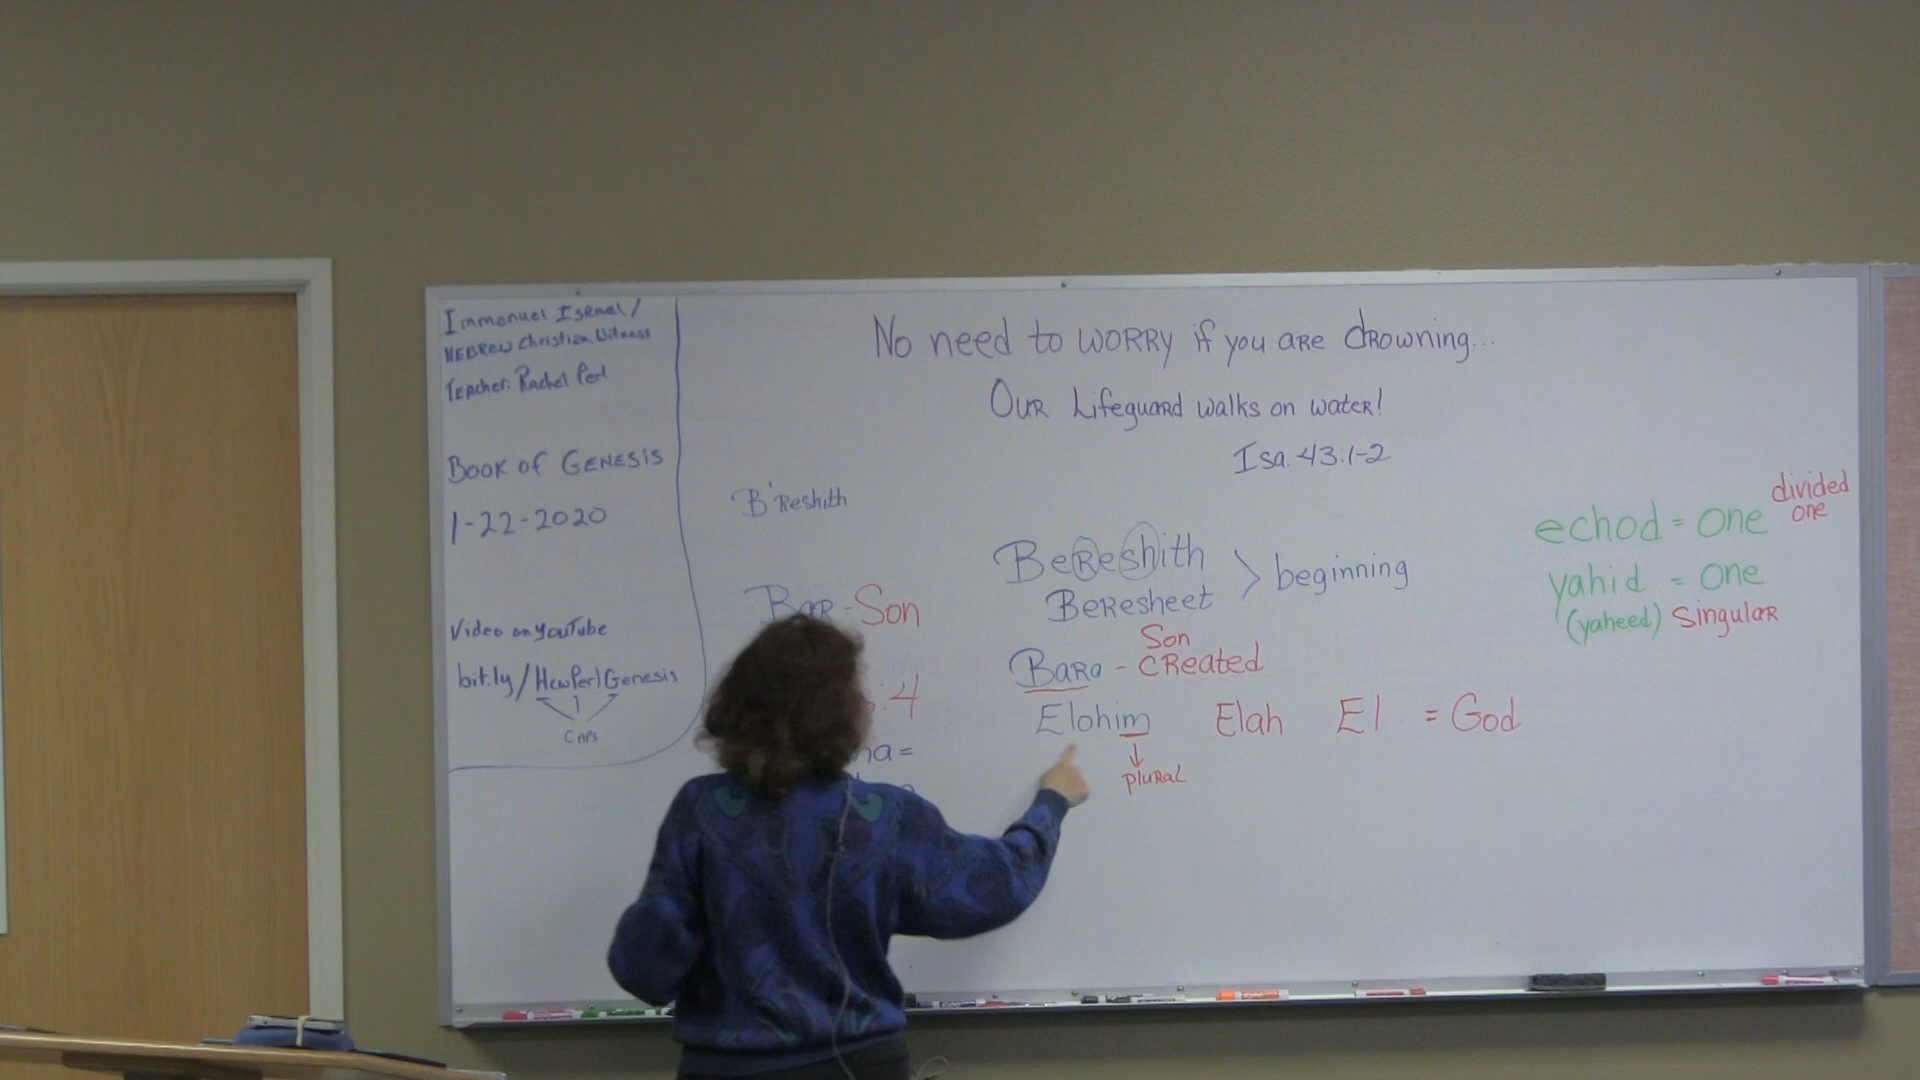 Immanuel Israel/
HEBREW Christian Witness
Teacher: Rachel Perl
BOOK of GENESIS
1-22-2020
Video on YouTube
bit.ly/HcwPerlGenesis
CAPS
No need to WORRY if you ARE dROwning...
OUR Lifeguard walks on water!
Isa. 43:1-2
B'Reshith
BeReshith
BeResheet > beginning
BAR - Son
Son
BaRa - CReated
:4
Elohim Elah El = God
↓
pluRal
na=
echod = one divided one
yahid = one
(yaheed) SingulaR